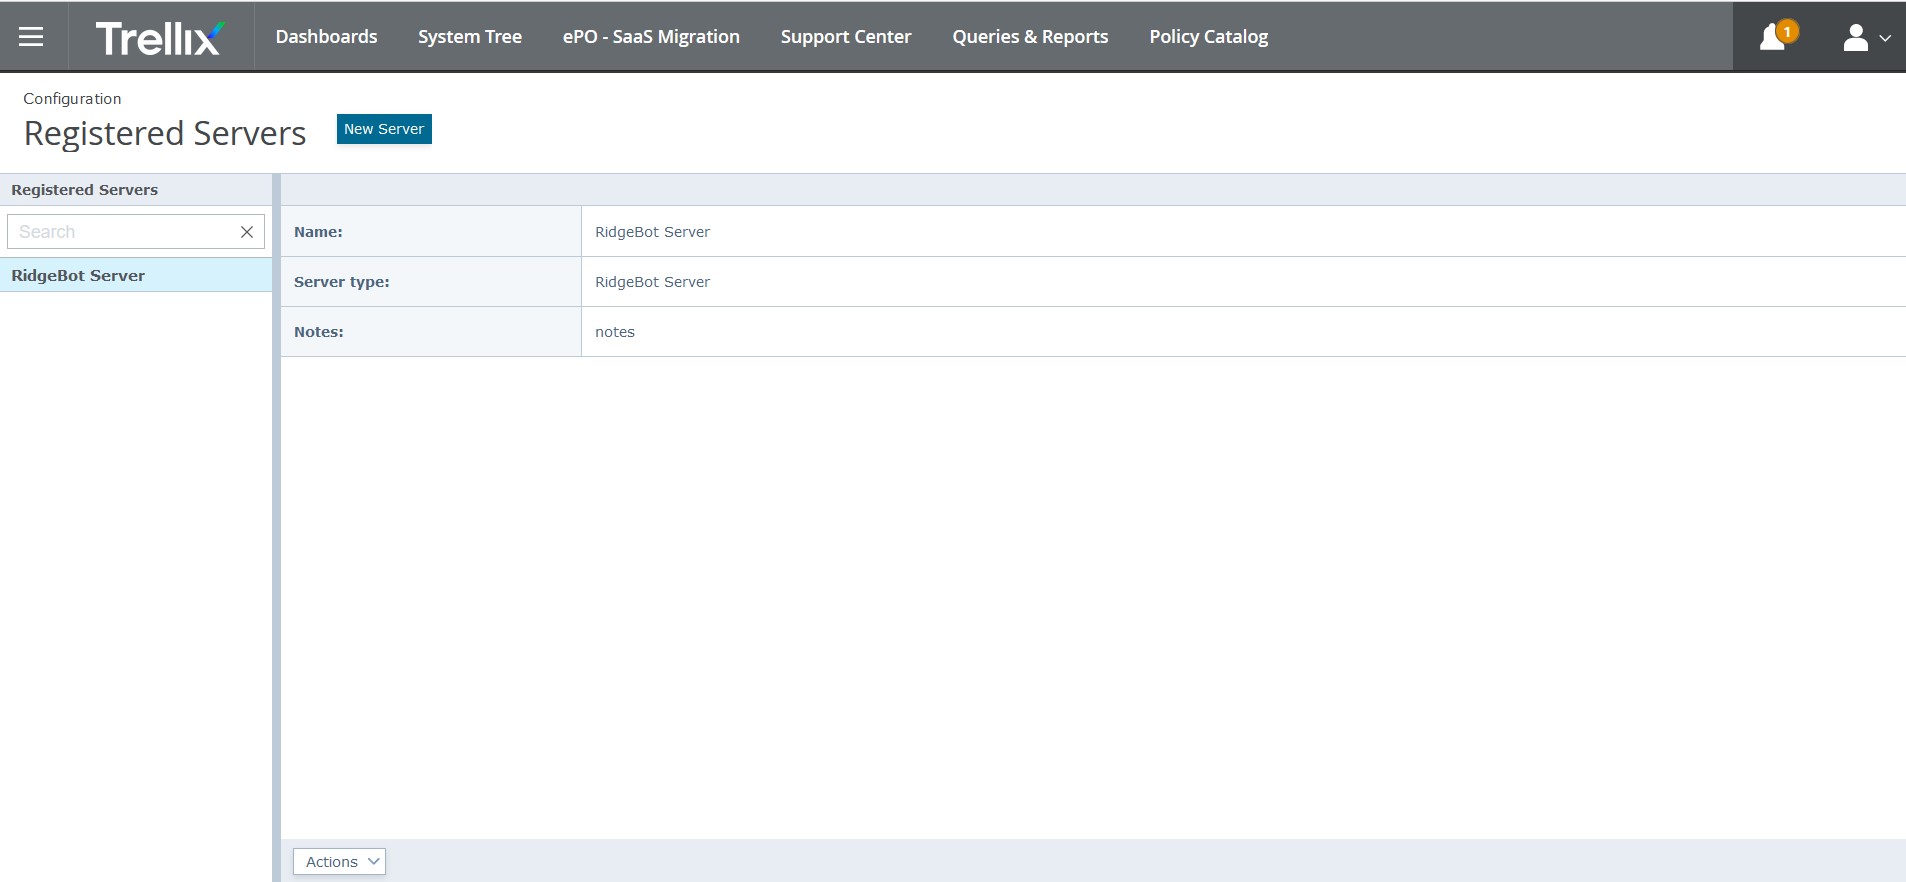 Trellix Dashboards System Tree ePO - SaaS Migration Support Center Queries & Reports Policy Catalog 1
Configuration
Registered Servers New Server
Registered Servers
Search
RidgeBot Server
Name: RidgeBot Server
Server type: RidgeBot Server
Notes: notes
Actions